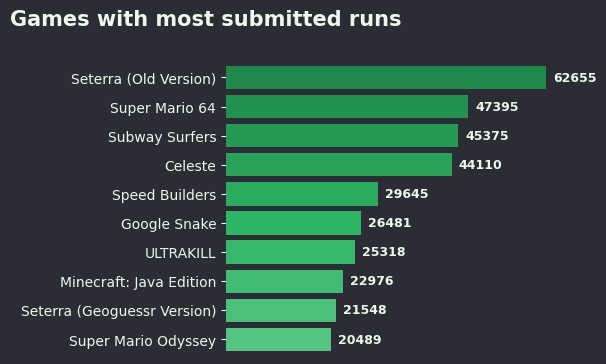 Games with most submitted runs
Seterra (Old Version) 62655
Super Mario 64 47395
Subway Surfers 45375
Celeste 44110
Speed Builders 29645
Google Snake 26481
ULTRAKILL 25318
Minecraft: Java Edition 22976
Seterra (Geoguessr Version) 21548
Super Mario Odyssey 20489